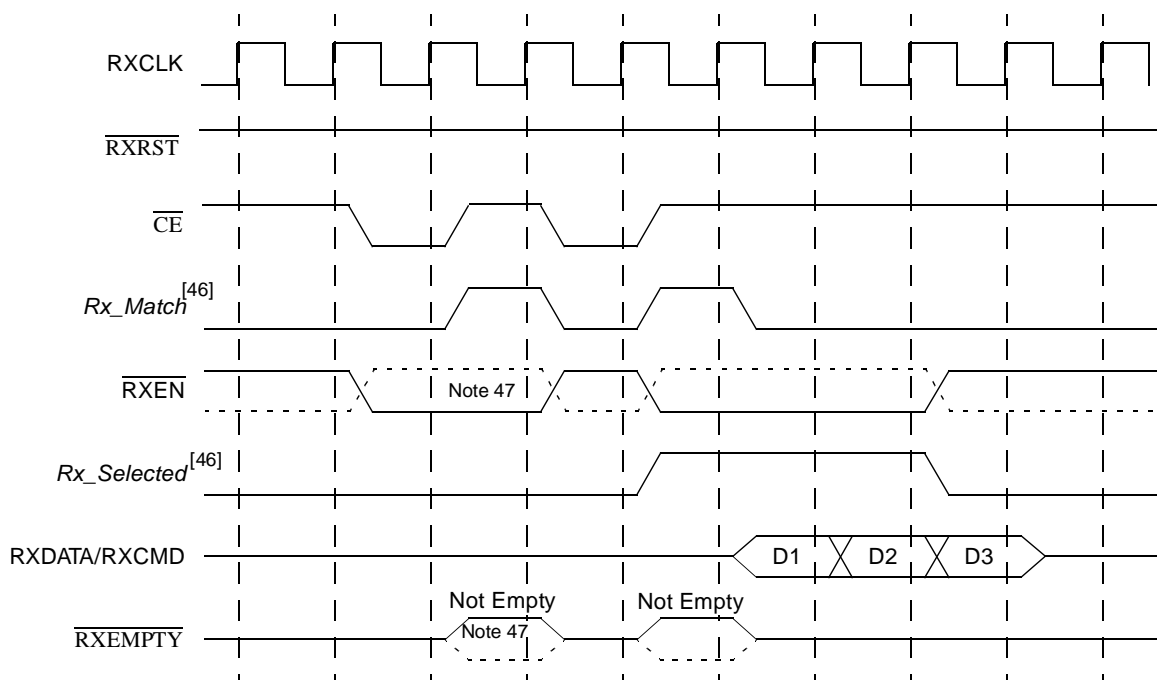 RXCLK
RXRST
CE
Rx_Match[46]
RXEN
Note 47
Rx_Selected[46]
RXDATA/RXCMD
D1 D2 D3
Not Empty Not Empty
RXEMPTY
Note 47